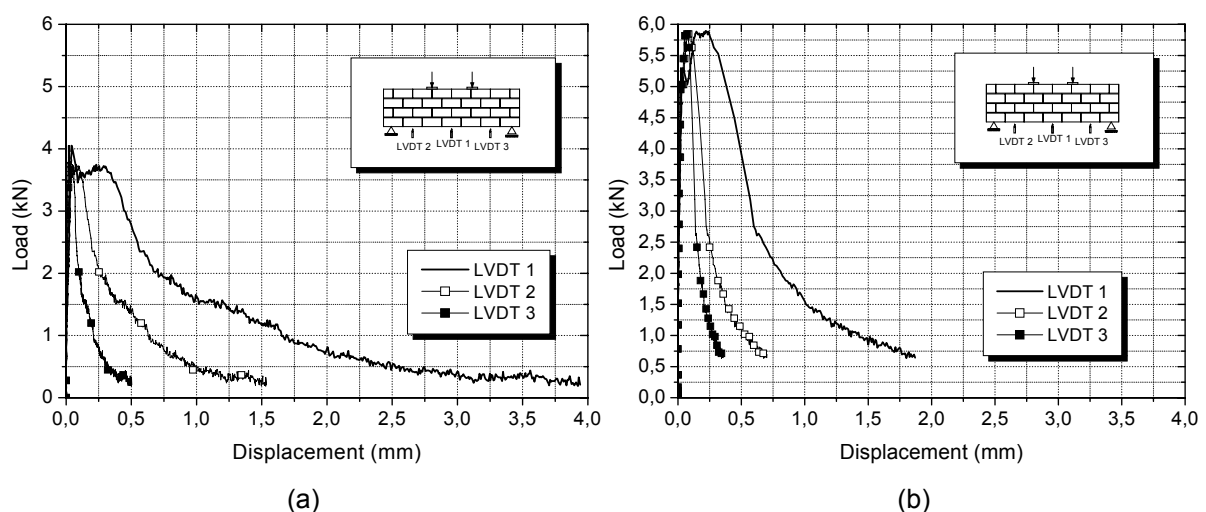 6
5
4
3
2
1
0
0,0 0,5 1,0 1,5 2,0 2,5 3,0 3,5 4,0
Load (kN)
Displacement (mm)
LVDT 2 LVDT 1 LVDT 3
LVDT 1
LVDT 2
LVDT 3
(a)
6,0
5,5
5,0
4,5
4,0
3,5
3,0
2,5
2,0
1,5
1,0
0,5
0,0
0,0 0,5 1,0 1,5 2,0 2,5 3,0 3,5 4,0
Load (kN)
Displacement (mm)
LVDT 2 LVDT 1 LVDT 3
LVDT 1
LVDT 2
LVDT 3
(b)